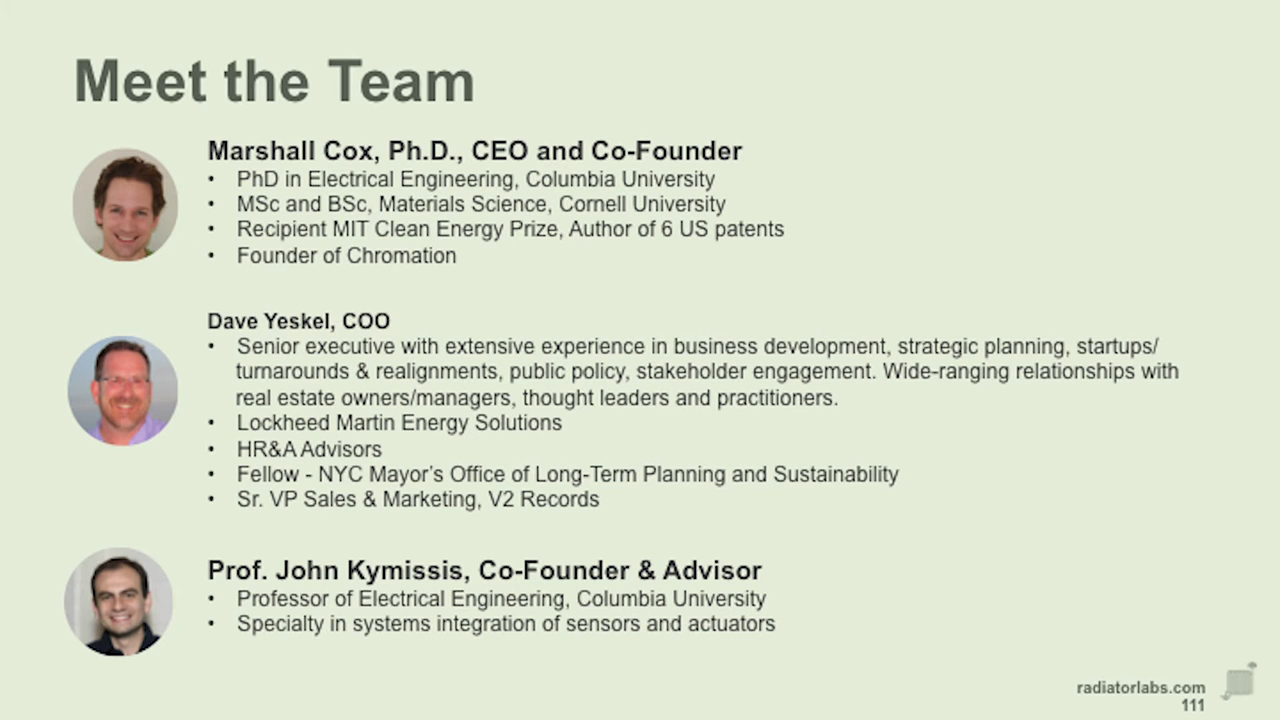 Meet the Team
Marshall Cox, Ph.D., CEO and Co-Founder
• PhD in Electrical Engineering, Columbia University
• MSc and BSc, Materials Science, Cornell University
• Recipient MIT Clean Energy Prize, Author of 6 US patents
• Founder of Chromation
Dave Yeskel, COO
• Senior executive with extensive experience in business development, strategic planning, startups/
turnarounds & realignments, public policy, stakeholder engagement. Wide-ranging relationships with
real estate owners/managers, thought leaders and practitioners.
• Lockheed Martin Energy Solutions
• HR&A Advisors
• Fellow - NYC Mayor’s Office of Long-Term Planning and Sustainability
• Sr. VP Sales & Marketing, V2 Records
Prof. John Kymissis, Co-Founder & Advisor
• Professor of Electrical Engineering, Columbia University
• Specialty in systems integration of sensors and actuators
radiatorlabs.com
111